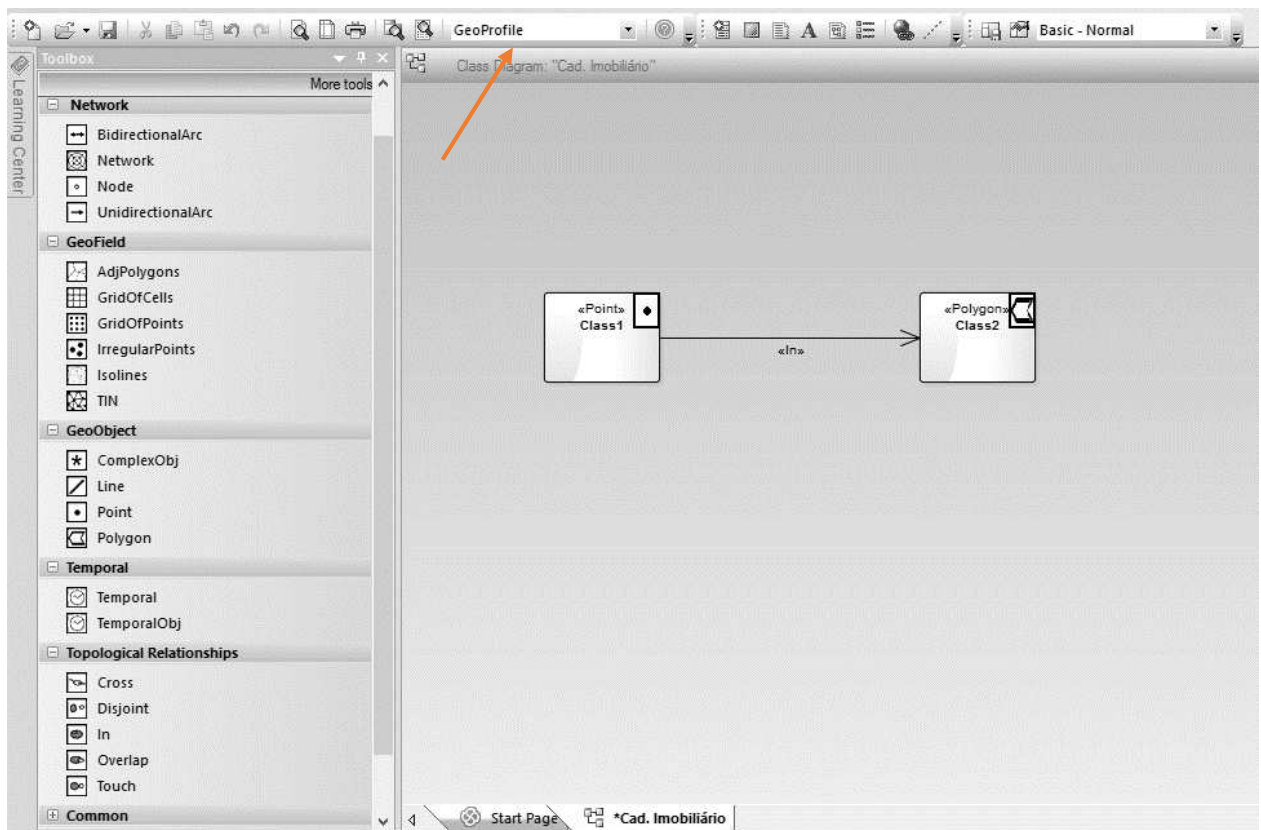 GeoProfile
Basic - Normal
Learning Center
Toolbox
More tools
Network
BidirectionalArc
Network
Node
UnidirectionalArc
GeoField
AdjPolygons
GridOfCells
GridOfPoints
IrregularPoints
Isolines
TIN
GeoObject
ComplexObj
Line
Point
Polygon
Temporal
Temporal
TemporalObj
Topological Relationships
Cross
Disjoint
In
Overlap
Touch
Common
Class Diagram: "Cad. Imobiliário"
«Point»
Class1
«In»
«Polygon»
Class2
Start Page
*Cad. Imobiliário